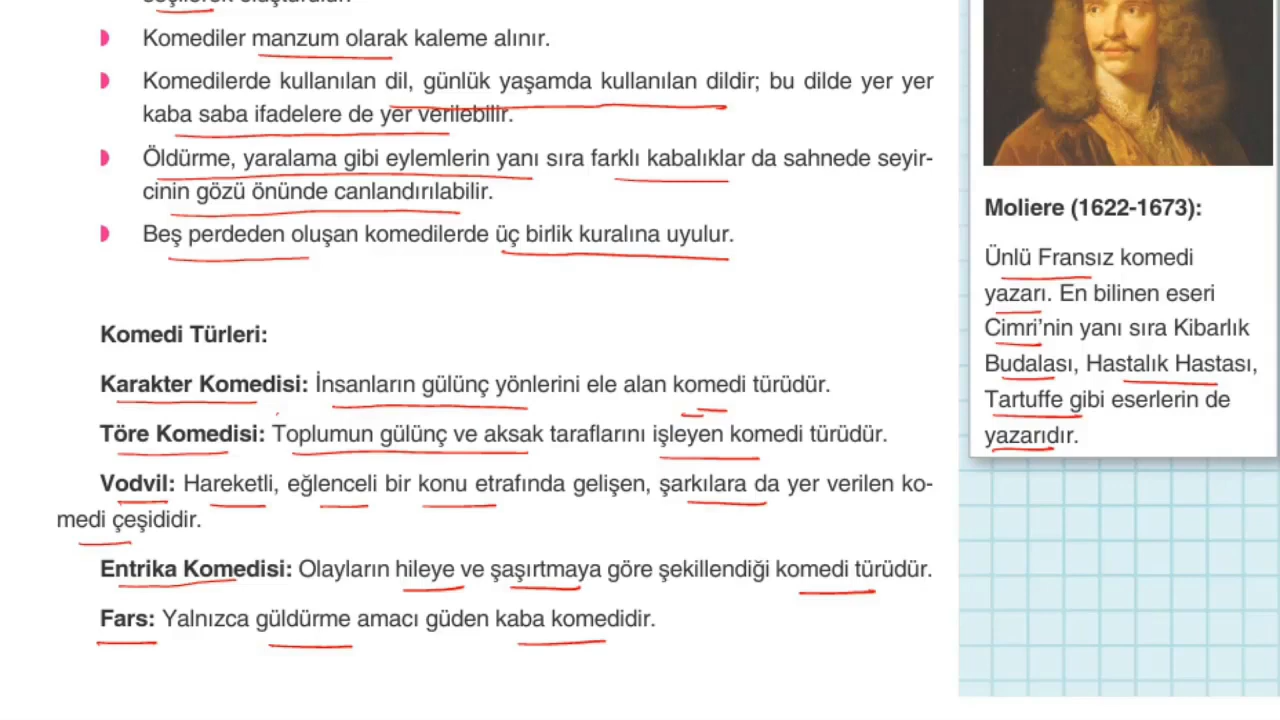 seçilerek oluşturulur.
Komediler manzum olarak kaleme alınır.
Komedilerde kullanılan dil, günlük yaşamda kullanılan dildir; bu dilde yer yer
kaba saba ifadelere de yer verilebilir.
Öldürme, yaralama gibi eylemlerin yanı sıra farklı kabalıklar da sahnede seyir-
cinin gözü önünde canlandırılabilir.
Beş perdeden oluşan komedilerde üç birlik kuralına uyulur.
Komedi Türleri:
Karakter Komedisi: İnsanların gülünç yönlerini ele alan komedi türüdür.
Töre Komedisi: Toplumun gülünç ve aksak taraflarını işleyen komedi türüdür.
Vodvil: Hareketli, eğlenceli bir konu etrafında gelişen, şarkılara da yer verilen ko-
medi çeşididir.
Entrika Komedisi: Olayların hileye ve şaşırtmaya göre şekillendiği komedi türüdür.
Fars: Yalnızca güldürme amacı güden kaba komedidir.
Moliere (1622-1673):
Ünlü Fransız komedi
yazarı. En bilinen eseri
Cimri'nin yanı sıra Kibarlık
Budalası, Hastalık Hastası,
Tartuffe gibi eserlerin de
yazarıdır.